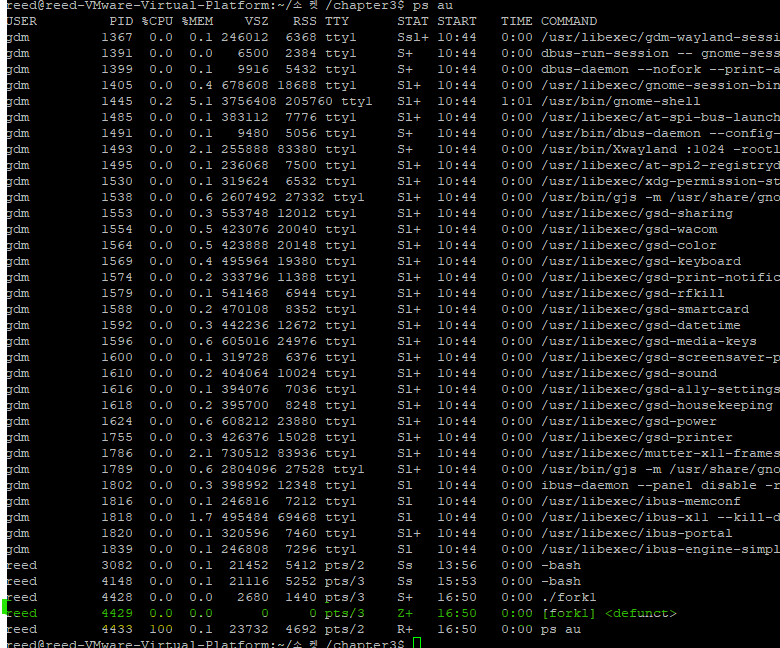 reed@reed-VMware-Virtual-Platform:~/소켓/chapter3$ ps au
USER PID %CPU %MEM VSZ RSS TTY STAT START TIME COMMAND
gdm 1367 0.0 0.1 246012 6368 tty1 Ssl+ 10:44 0:00 /usr/libexec/gdm-wayland-sessi
gdm 1391 0.0 0.0 6500 2384 tty1 S+ 10:44 0:00 dbus-run-session -- gnome-sess
gdm 1399 0.0 0.1 9916 5432 tty1 S+ 10:44 0:00 dbus-daemon --nofork --print-a
gdm 1405 0.0 0.4 678608 18688 tty1 Sl+ 10:44 0:00 /usr/libexec/gnome-session-bin
gdm 1445 0.2 5.1 3756408 205760 tty1 Sl+ 10:44 1:01 /usr/bin/gnome-shell
gdm 1485 0.0 0.1 383112 7776 tty1 Sl+ 10:44 0:00 /usr/libexec/at-spi-bus-launch
gdm 1491 0.0 0.1 9480 5056 tty1 S+ 10:44 0:00 /usr/bin/dbus-daemon --config-
gdm 1493 0.0 2.1 255888 83380 tty1 S+ 10:44 0:00 /usr/bin/Xwayland :1024 -rootl
gdm 1495 0.0 0.1 236068 7500 tty1 Sl+ 10:44 0:00 /usr/libexec/at-spi2-registryd
gdm 1530 0.0 0.1 319624 6532 tty1 Sl+ 10:44 0:00 /usr/libexec/xdg-permission-st
gdm 1538 0.0 0.6 2607492 27332 tty1 Sl+ 10:44 0:00 /usr/bin/gjs -m /usr/share/gno
gdm 1553 0.0 0.3 553748 12012 tty1 Sl+ 10:44 0:00 /usr/libexec/gsd-sharing
gdm 1554 0.0 0.5 423076 20040 tty1 Sl+ 10:44 0:00 /usr/libexec/gsd-wacom
gdm 1564 0.0 0.5 423888 20148 tty1 Sl+ 10:44 0:00 /usr/libexec/gsd-color
gdm 1569 0.0 0.4 495964 19380 tty1 Sl+ 10:44 0:00 /usr/libexec/gsd-keyboard
gdm 1574 0.0 0.2 333796 11388 tty1 Sl+ 10:44 0:00 /usr/libexec/gsd-print-notific
gdm 1579 0.0 0.1 541468 6944 tty1 Sl+ 10:44 0:00 /usr/libexec/gsd-rfkill
gdm 1588 0.0 0.2 470108 8352 tty1 Sl+ 10:44 0:00 /usr/libexec/gsd-smartcard
gdm 1592 0.0 0.3 442236 12672 tty1 Sl+ 10:44 0:00 /usr/libexec/gsd-datetime
gdm 1596 0.0 0.6 605016 24976 tty1 Sl+ 10:44 0:00 /usr/libexec/gsd-media-keys
gdm 1600 0.0 0.1 319728 6376 tty1 Sl+ 10:44 0:00 /usr/libexec/gsd-screensaver-p
gdm 1610 0.0 0.2 404064 10024 tty1 Sl+ 10:44 0:00 /usr/libexec/gsd-sound
gdm 1616 0.0 0.1 394076 7036 tty1 Sl+ 10:44 0:00 /usr/libexec/gsd-a11y-settings
gdm 1618 0.0 0.2 395700 8248 tty1 Sl+ 10:44 0:00 /usr/libexec/gsd-housekeeping
gdm 1624 0.0 0.6 608212 23880 tty1 Sl+ 10:44 0:00 /usr/libexec/gsd-power
gdm 1755 0.0 0.3 426376 15028 tty1 Sl+ 10:44 0:00 /usr/libexec/gsd-printer
gdm 1786 0.0 2.1 730512 83936 tty1 Sl+ 10:44 0:00 /usr/libexec/mutter-x11-frames
gdm 1789 0.0 0.6 2804096 27528 tty1 Sl+ 10:44 0:00 /usr/bin/gjs -m /usr/share/gno
gdm 1802 0.0 0.3 398992 12348 tty1 Sl 10:44 0:00 ibus-daemon --panel disable -r
gdm 1816 0.0 0.1 246816 7212 tty1 Sl 10:44 0:00 /usr/libexec/ibus-memconf
gdm 1818 0.0 1.7 495484 69468 tty1 Sl 10:44 0:00 /usr/libexec/ibus-x11 --kill-d
gdm 1820 0.0 0.1 320596 7460 tty1 Sl+ 10:44 0:00 /usr/libexec/ibus-portal
gdm 1839 0.0 0.1 246808 7296 tty1 Sl 10:44 0:00 /usr/libexec/ibus-engine-simpl
reed 3082 0.0 0.1 21452 5412 pts/2 Ss 13:56 0:00 -bash
reed 4148 0.0 0.1 21116 5252 pts/3 Ss 15:53 0:00 -bash
reed 4428 0.0 0.0 2680 1440 pts/3 S+ 16:50 0:00 ./fork1
reed 4429 0.0 0.0 0 0 pts/3 Z+ 16:50 0:00 [fork1] <defunct>
reed 4433 100 0.1 23732 4692 pts/2 R+ 16:50 0:00 ps au
reed@reed-VMware-Virtual-Platform:~/소켓/chapter3$